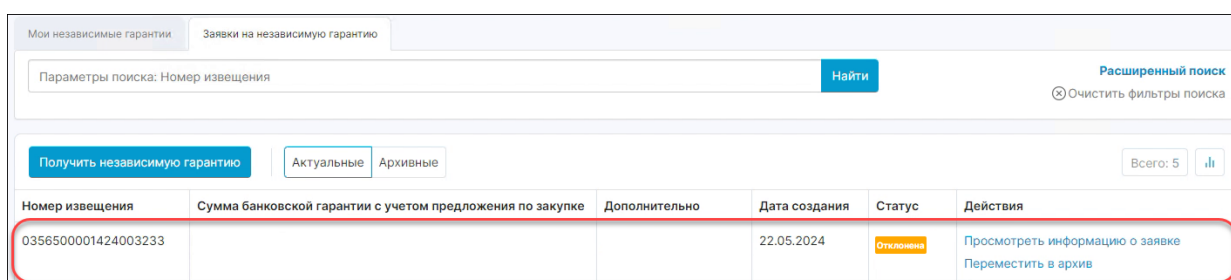 Мои независимые гарантии Заявки на независимую гарантию
Параметры поиска: Номер извещения Найти Расширенный поиск
Очистить фильтры поиска
Получить независимую гарантию Актуальные Архивные Всего: 5
Номер извещения Сумма банковской гарантии с учетом предложения по закупке Дополнительно Дата создания Статус Действия
0356500001424003233 22.05.2024 Отклонена Просмотреть информацию о заявке
Переместить в архив